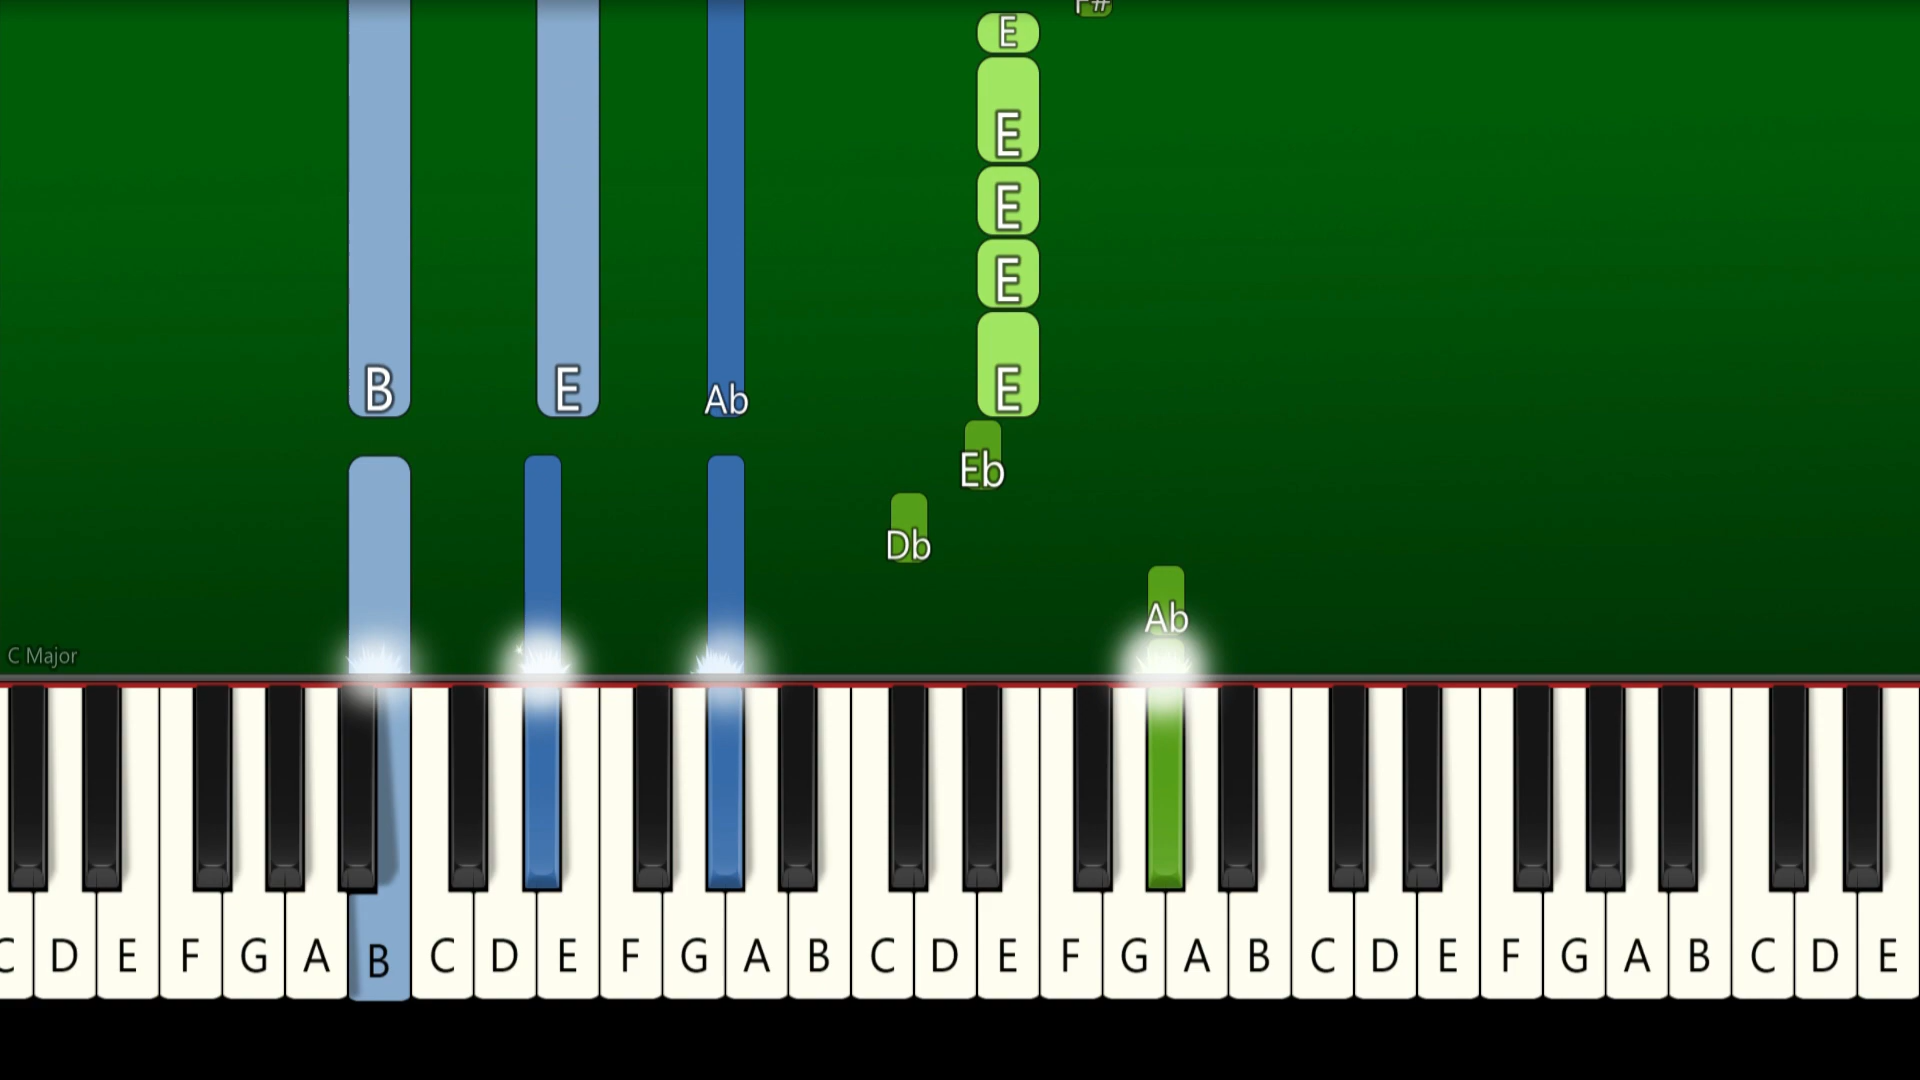 F#
E
E
E
E
B E Ab E
Eb
Db
Ab
C Major
C D E F G A B C D E F G A B C D E F G A B C D E F G A B C D E